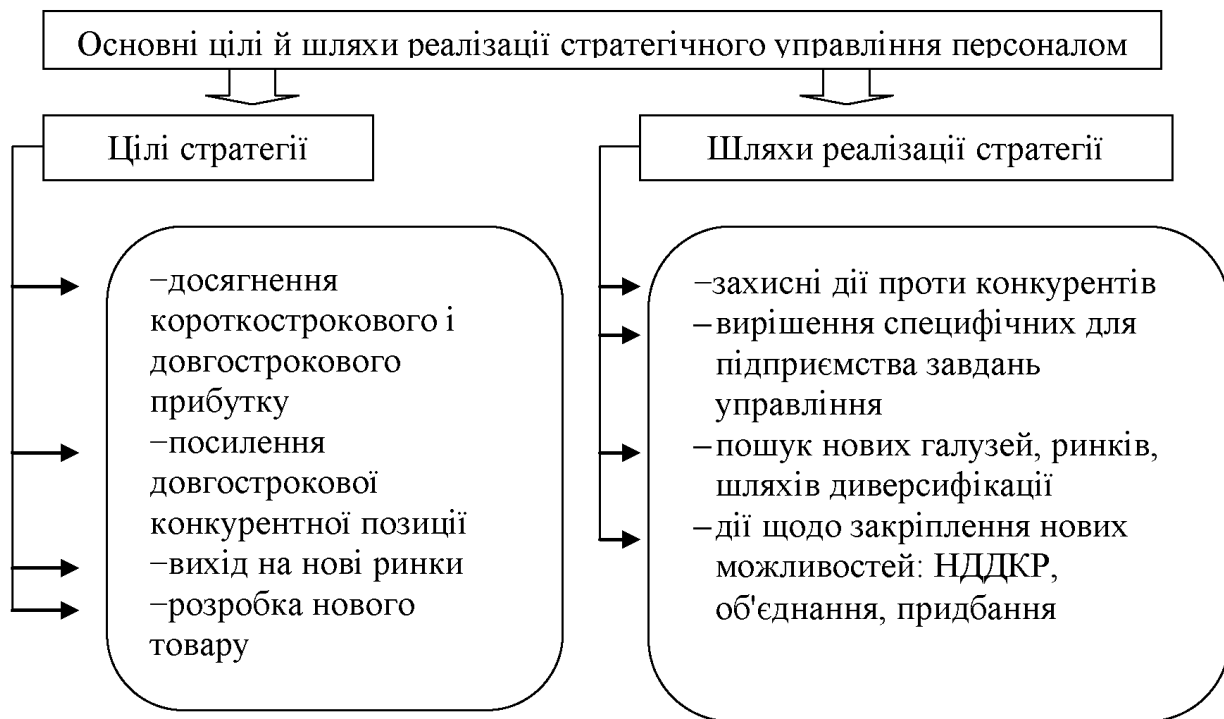 Основні цілі й шляхи реалізації стратегічного управління персоналом
Цілі стратегії
−досягнення
короткострокового і
довгострокового
прибутку
−посилення
довгострокової
конкурентної позиції
−вихід на нові ринки
−розробка нового
товару
Шляхи реалізації стратегії
−захисні дії проти конкурентів
−вирішення специфічних для
підприємства завдань
управління
−пошук нових галузей, ринків,
шляхів диверсифікації
−дії щодо закріплення нових
можливостей: НДДКР,
об'єднання, придбання